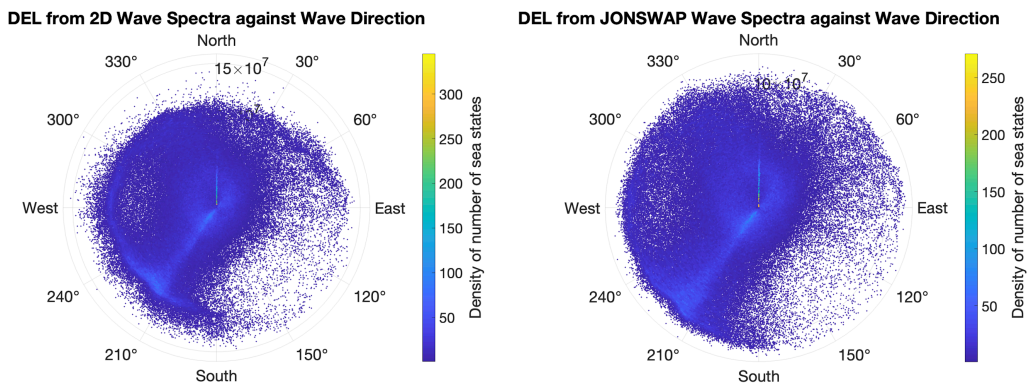 DEL from 2D Wave Spectra against Wave Direction
North
330°
30°
15×10⁷
300°
60°
West
East
240°
120°
210°
150°
South
300
250
200
150
100
50
Density of number of sea states
DEL from JONSWAP Wave Spectra against Wave Direction
North
330°
30°
10×10⁷
300°
60°
West
East
240°
120°
210°
150°
South
250
200
150
100
50
Density of number of sea states